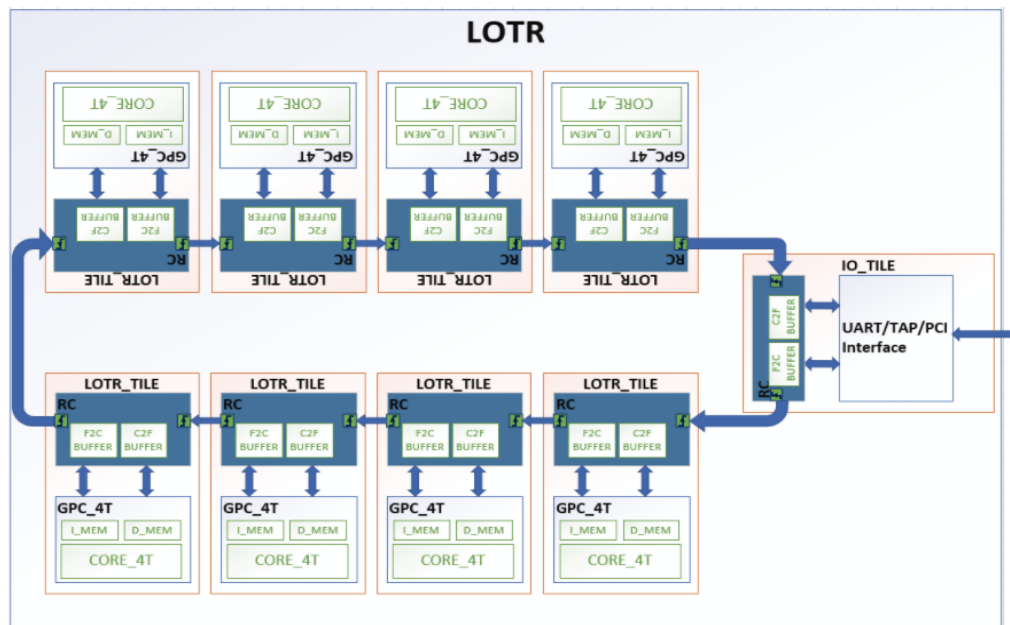 LOTR
CORE_4T
D_MEM I_MEM
GPC_4T
C2F BUFFER
F2C BUFFER
RC
LOTR_TILE
CORE_4T
D_MEM I_MEM
GPC_4T
C2F BUFFER
F2C BUFFER
RC
LOTR_TILE
CORE_4T
D_MEM I_MEM
GPC_4T
C2F BUFFER
F2C BUFFER
RC
LOTR_TILE
CORE_4T
D_MEM I_MEM
GPC_4T
C2F BUFFER
F2C BUFFER
RC
LOTR_TILE
IO_TILE
C2F
BUFFER
F2C
BUFFER
RC
UART/TAP/PCI
Interface
LOTR_TILE
RC
F2C
BUFFER
C2F
BUFFER
GPC_4T
I_MEM D_MEM
CORE_4T
LOTR_TILE
RC
F2C
BUFFER
C2F
BUFFER
GPC_4T
I_MEM D_MEM
CORE_4T
LOTR_TILE
RC
F2C
BUFFER
C2F
BUFFER
GPC_4T
I_MEM D_MEM
CORE_4T
LOTR_TILE
RC
F2C
BUFFER
C2F
BUFFER
GPC_4T
I_MEM D_MEM
CORE_4T